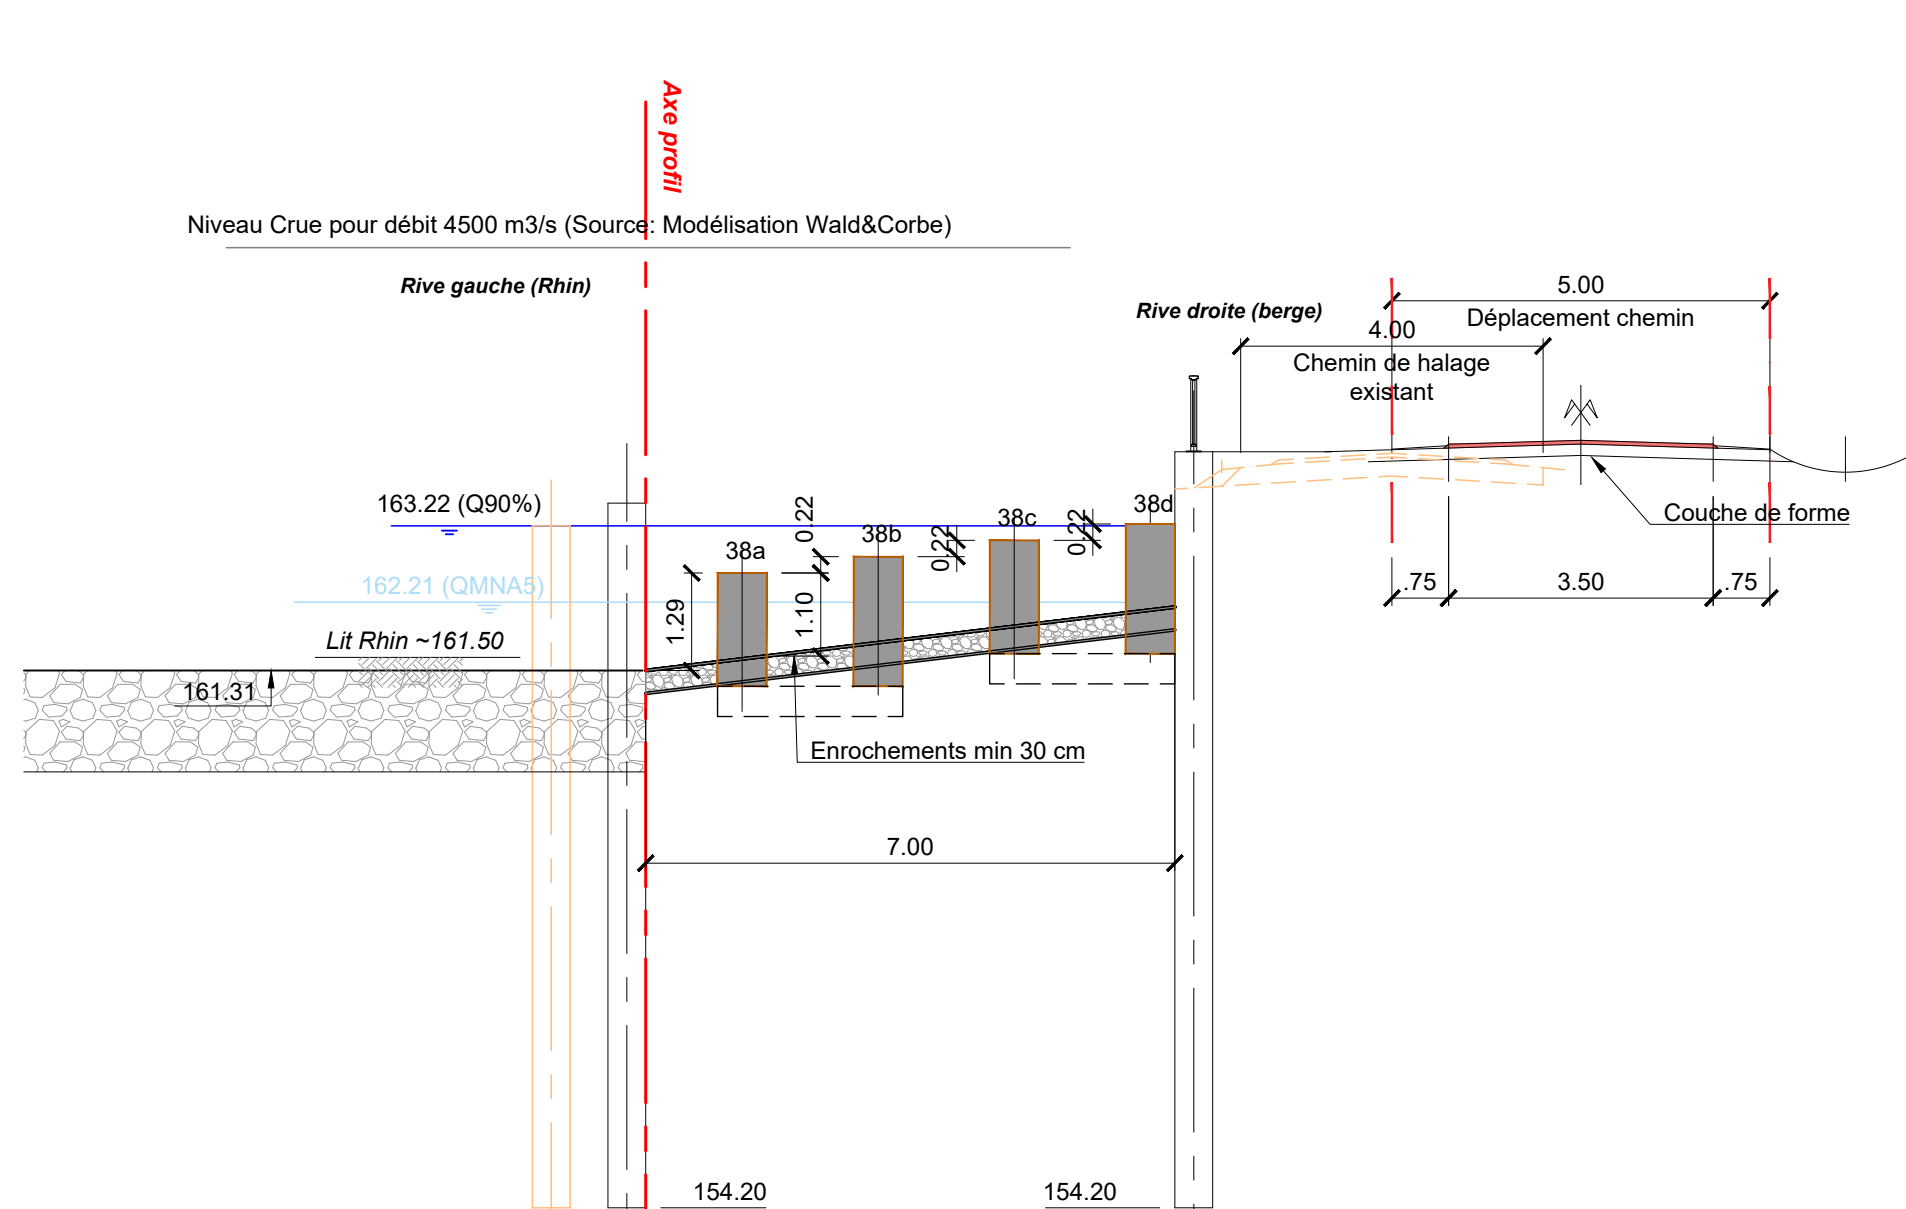 Axe profil
Niveau Crue pour débit 4500 m3/s (Source: Modélisation Wald&Corbe)
Rive gauche (Rhin)
Rive droite (berge)
5.00
Déplacement chemin
4.00
Chemin de halage
existant
163.22 (Q90%)
0.22
38a
38b
0.22
38c
0.22
38d
Couche de forme
162.21 (QMNA5)
.75
3.50
.75
1.29
1.10
Lit Rhin ~161.50
161.31
Enrochements min 30 cm
7.00
154.20
154.20